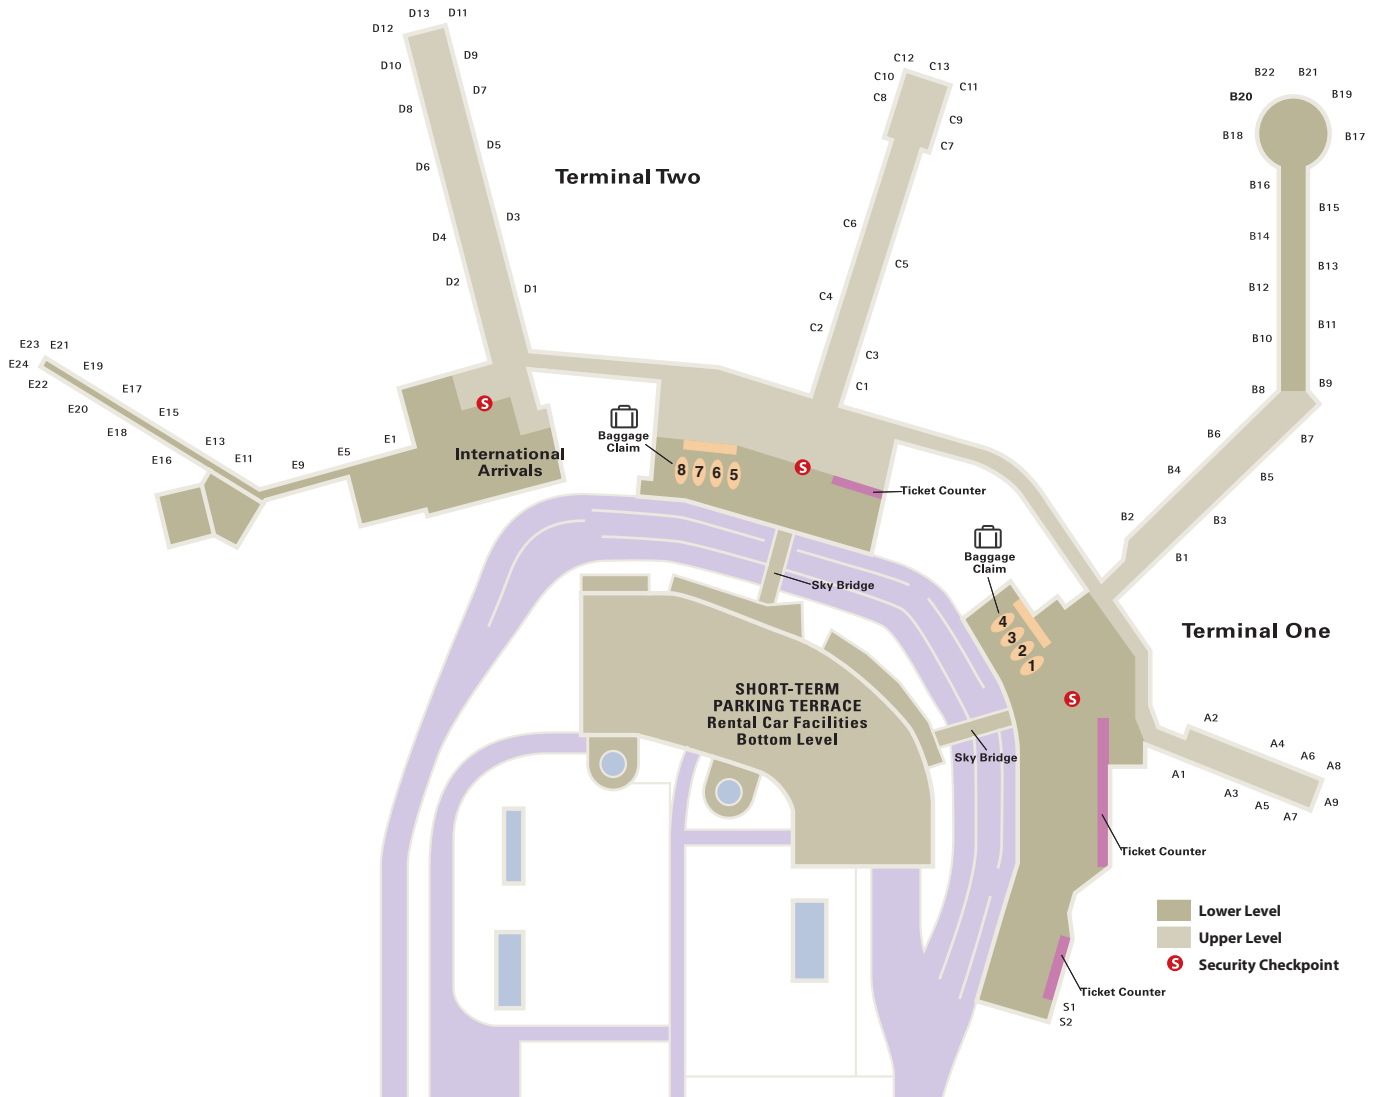 D13
D11
D12
D9
D10
D7
D8
D5
D6
D3
D4
D2
D1
Terminal Two
C12
C13
C10
C11
C8
C9
C7
C6
C5
C4
C2
C3
C1
B22
B21
B20
B19
B18
B17
B16
B15
B14
B13
B12
B11
B10
B9
B8
B7
B6
B5
B4
B3
B2
B1
E23
E21
E24
E19
E22
E17
E20
E15
E18
E13
E16
E11
E9
E5
E1
S
International
Arrivals
Baggage
Claim
8
7
6
5
S
Ticket Counter
Sky Bridge
Baggage
Claim
4
3
2
1
S
Terminal One
SHORT-TERM
PARKING TERRACE
Rental Car Facilities
Bottom Level
Sky Bridge
A2
A4
A6
A8
A1
A3
A5
A7
A9
Ticket Counter
Ticket Counter
S1
S2
Lower Level
Upper Level
S Security Checkpoint